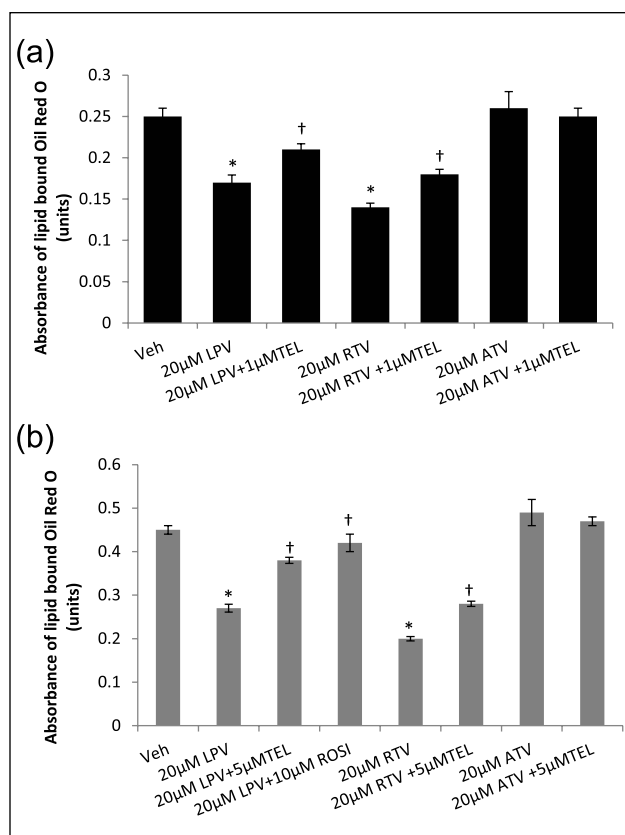 (a)
Absorbance of lipid bound Oil Red O
(units)
0.3
0.25
0.2
0.15
0.1
0.05
0
*
†
*
†
Veh
20µM LPV
20µM LPV+1µMTEL
20µM RTV
20µM RTV +1µMTEL
20µM ATV
20µM ATV +1µMTEL
(b)
Absorbance of lipid bound Oil Red O
(units)
0.6
0.5
0.4
0.3
0.2
0.1
0
*
†
†
*
†
Veh
20µM LPV
20µM LPV+5µMTEL
20µM LPV+10µM ROSI
20µM RTV
20µM RTV +5µMTEL
20µM ATV
20µM ATV +5µMTEL